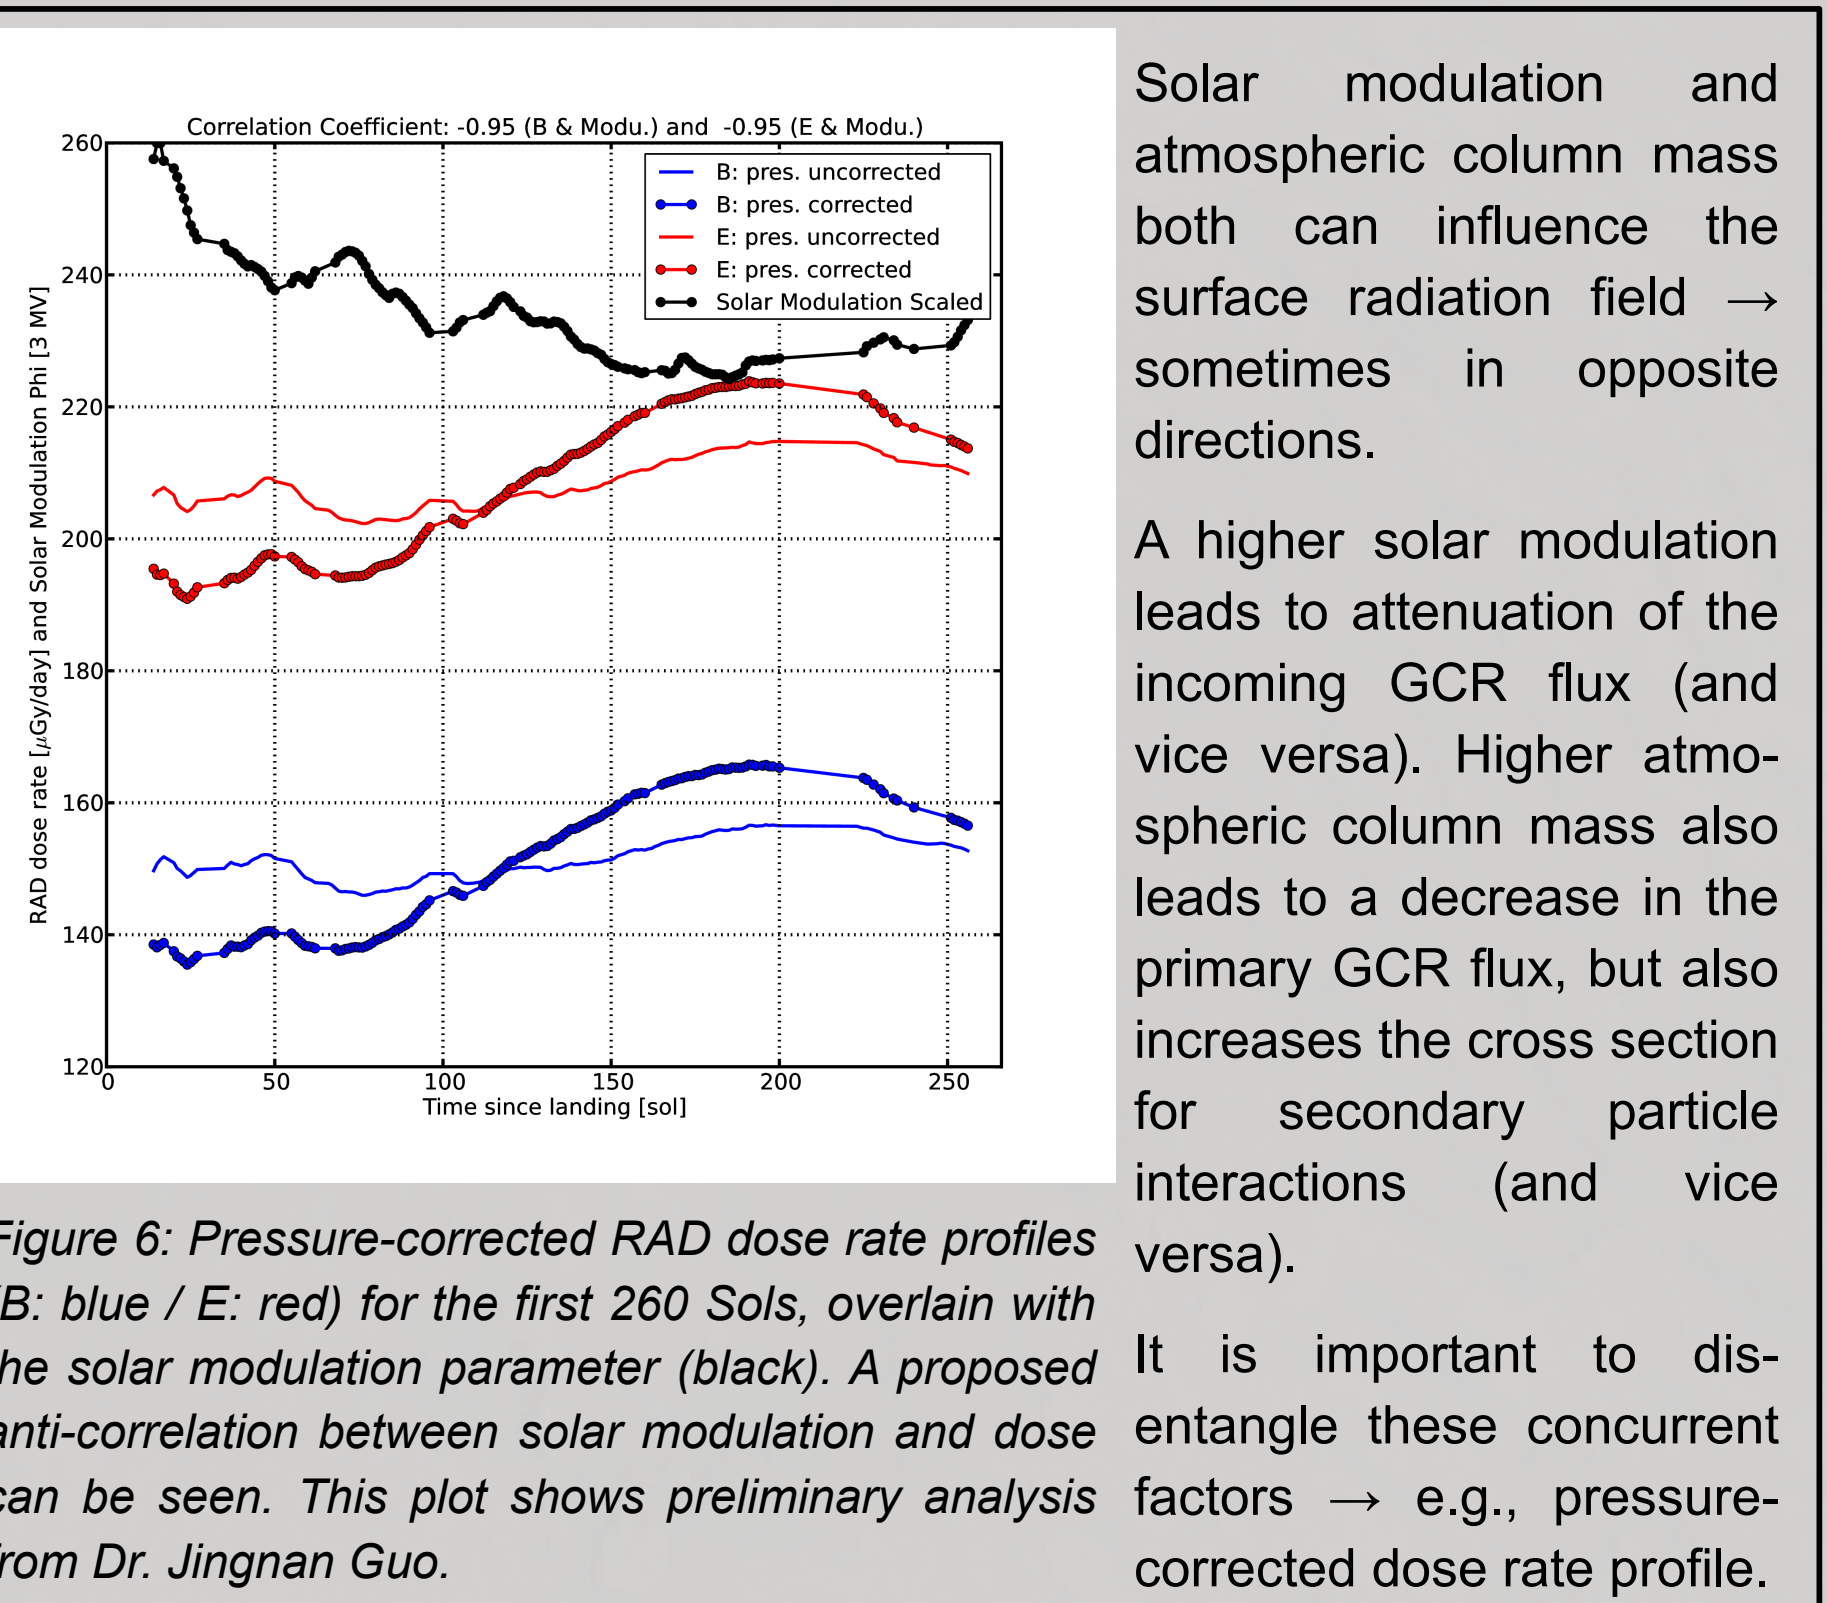 Correlation Coefficient: -0.95 (B & Modu.) and -0.95 (E & Modu.)
RAD dose rate [μGy/day] and Solar Modulation Phi [3 MV]
260
240
220
200
180
160
140
120
B: pres. uncorrected
B: pres. corrected
E: pres. uncorrected
E: pres. corrected
Solar Modulation Scaled
0 50 100 150 200 250
Time since landing [sol]
Figure 6: Pressure-corrected RAD dose rate profiles
(B: blue / E: red) for the first 260 Sols, overlain with
the solar modulation parameter (black). A proposed
anti-correlation between solar modulation and dose
can be seen. This plot shows preliminary analysis
from Dr. Jingnan Guo.
Solar modulation and
atmospheric column mass
both can influence the
surface radiation field →
sometimes in opposite
directions.
A higher solar modulation
leads to attenuation of the
incoming GCR flux (and
vice versa). Higher atmo-
spheric column mass also
leads to a decrease in the
primary GCR flux, but also
increases the cross section
for secondary particle
interactions (and vice
versa).
It is important to dis-
entangle these concurrent
factors → e.g., pressure-
corrected dose rate profile.